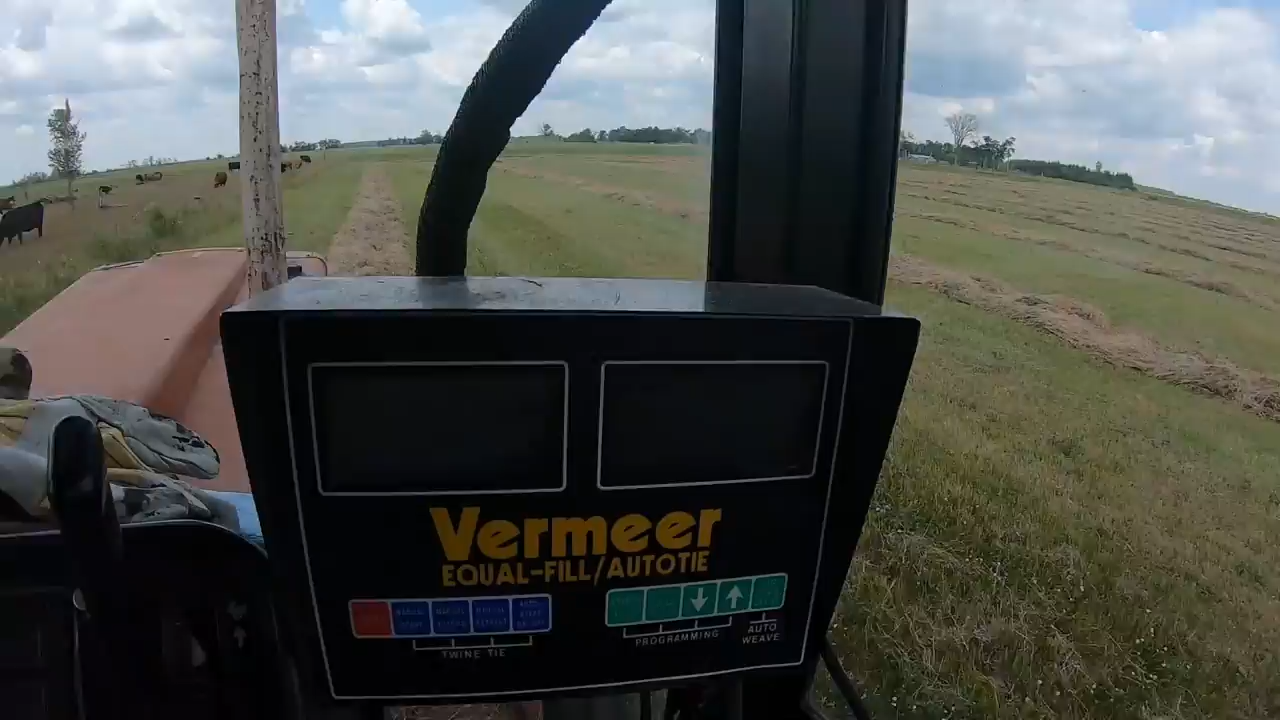 Vermeer
EQUAL-FILL/AUTOTIE
TWINE TIE
PROGRAMMING
AUTO
WEAVE